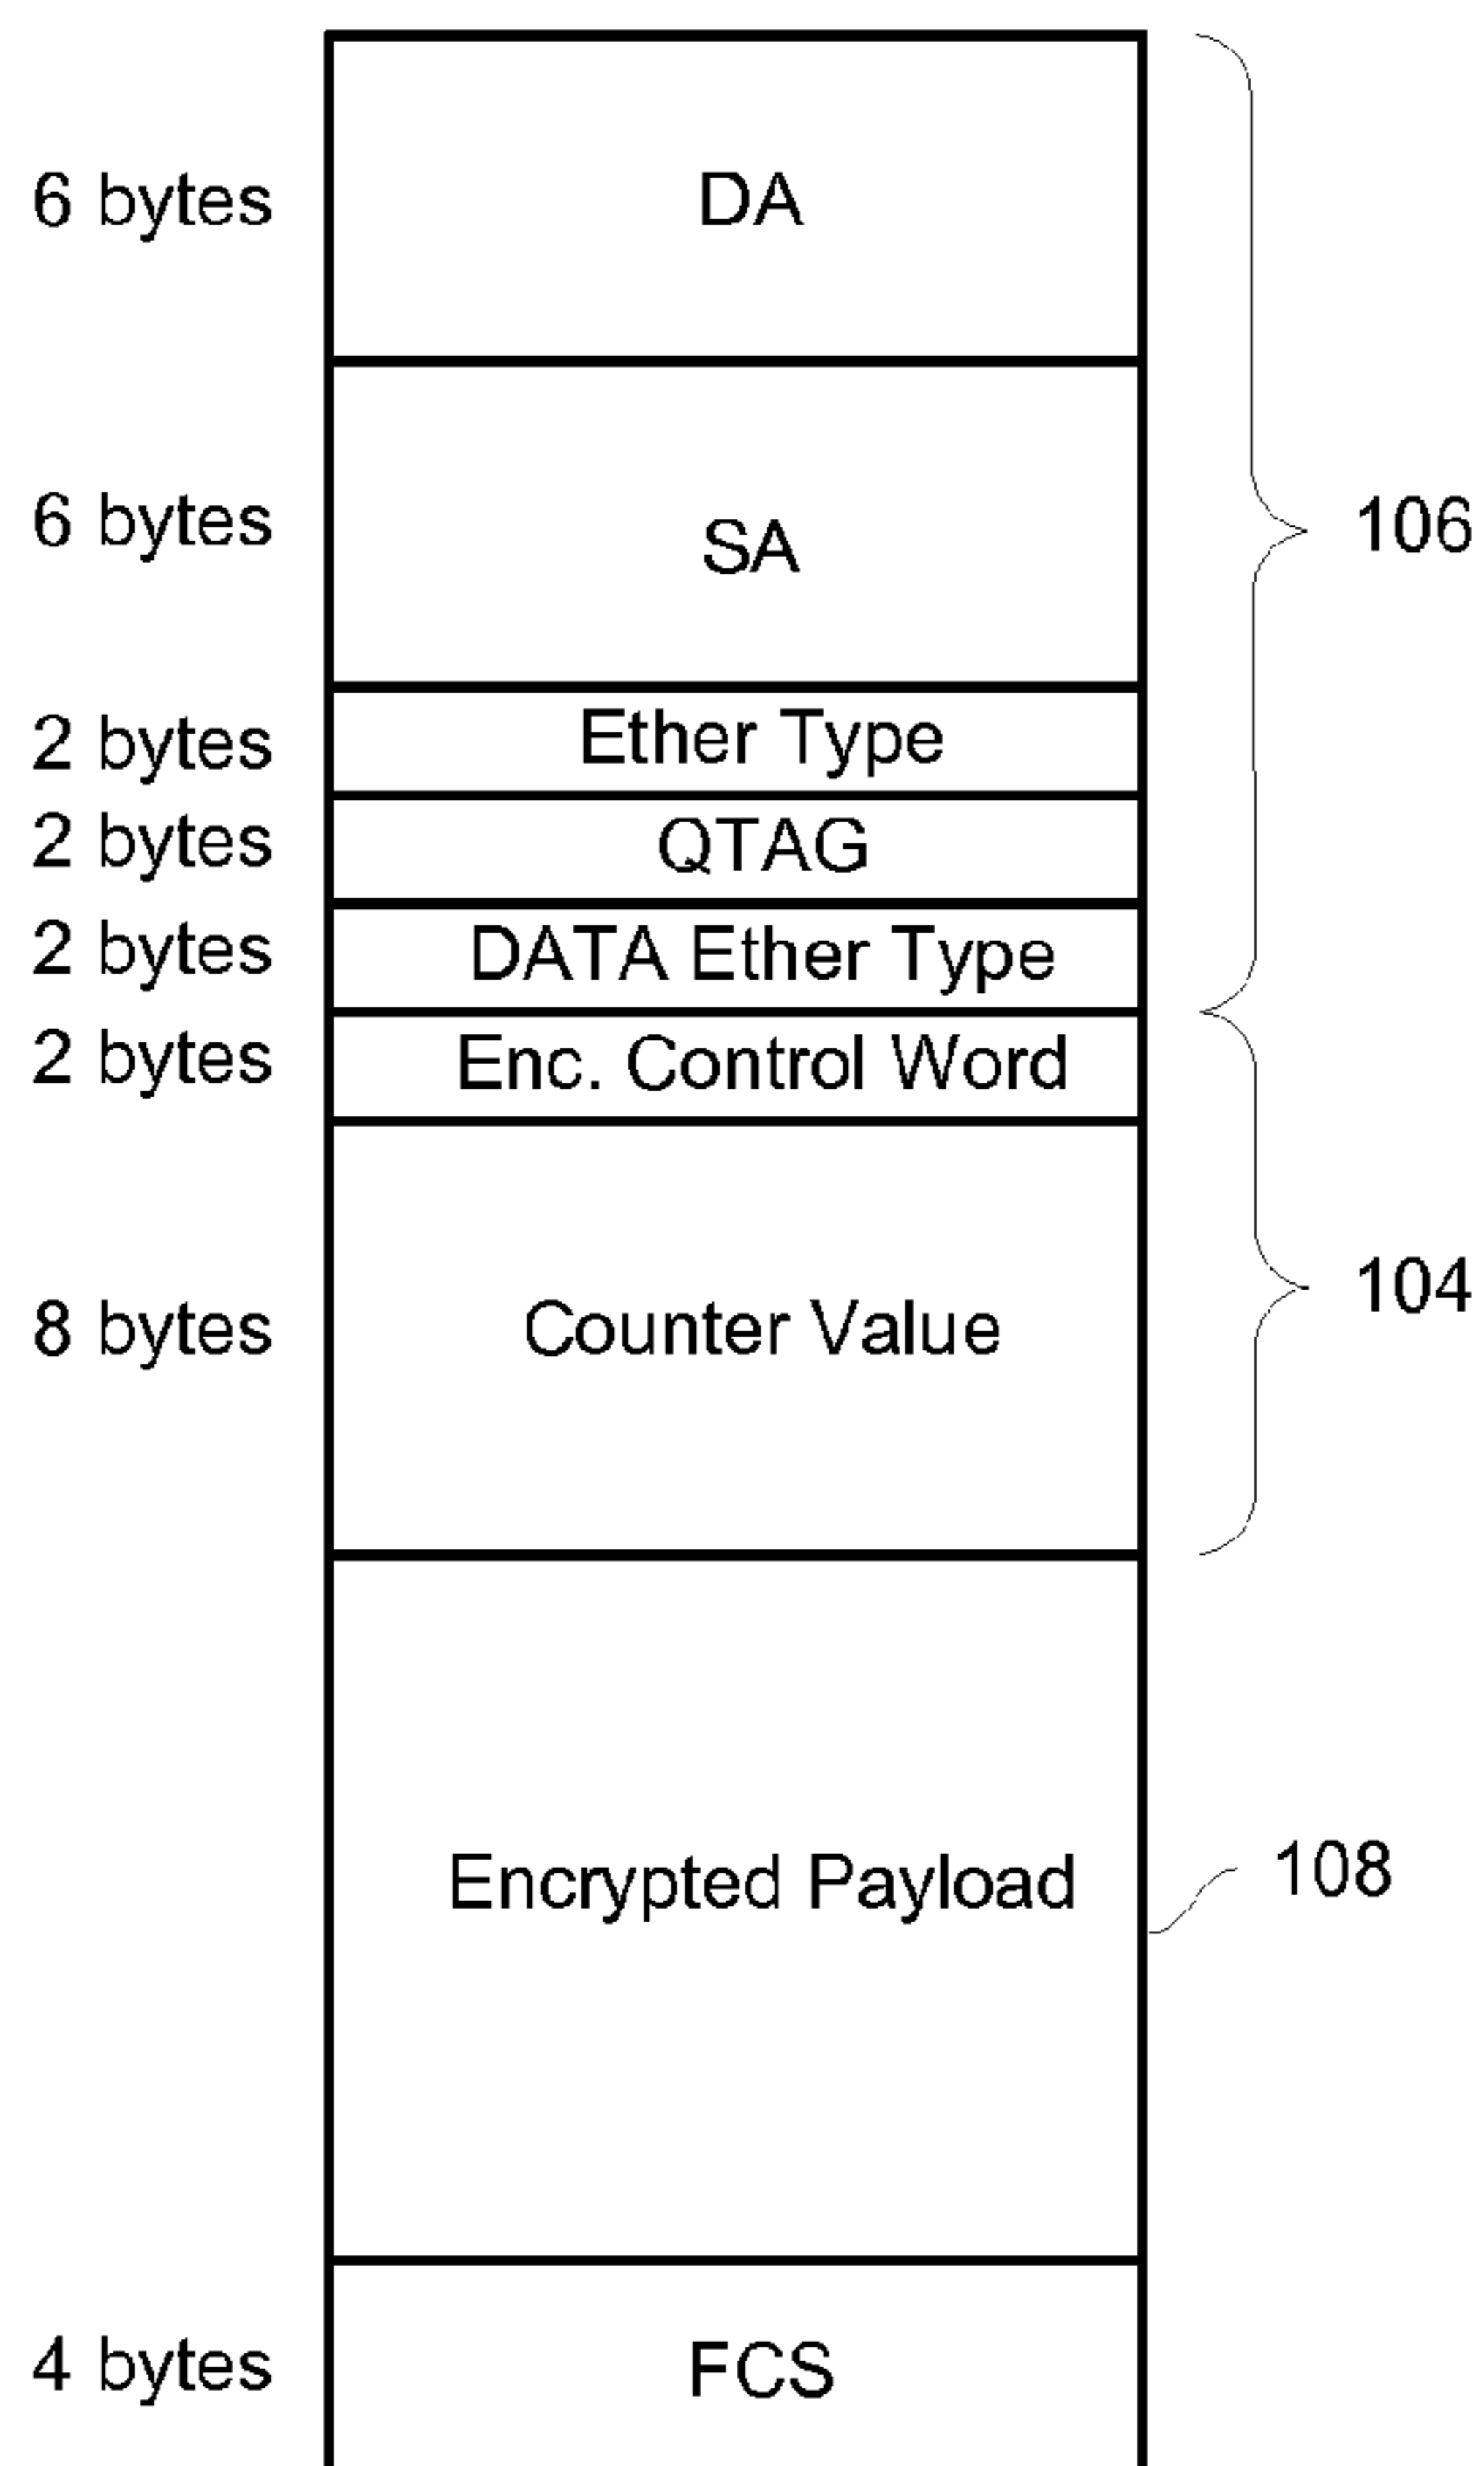 6 bytes DA
6 bytes SA 106
2 bytes Ether Type
2 bytes QTAG
2 bytes DATA Ether Type
2 bytes Enc. Control Word
8 bytes Counter Value 104
Encrypted Payload 108
4 bytes FCS